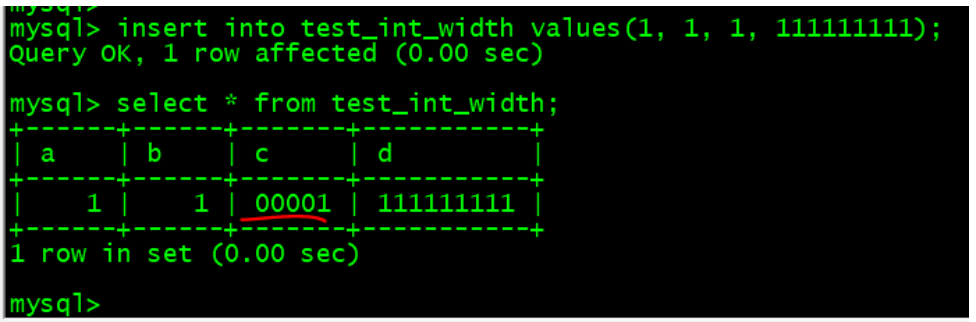 mysql>
mysql> insert into test_int_width values(1, 1, 1, 111111111);
Query OK, 1 row affected (0.00 sec)
mysql> select * from test_int_width;
+------+------+-------+-----------+
| a    | b    | c     | d         |
+------+------+-------+-----------+
|    1 |    1 | 00001 | 111111111 |
+------+------+-------+-----------+
1 row in set (0.00 sec)
mysql>